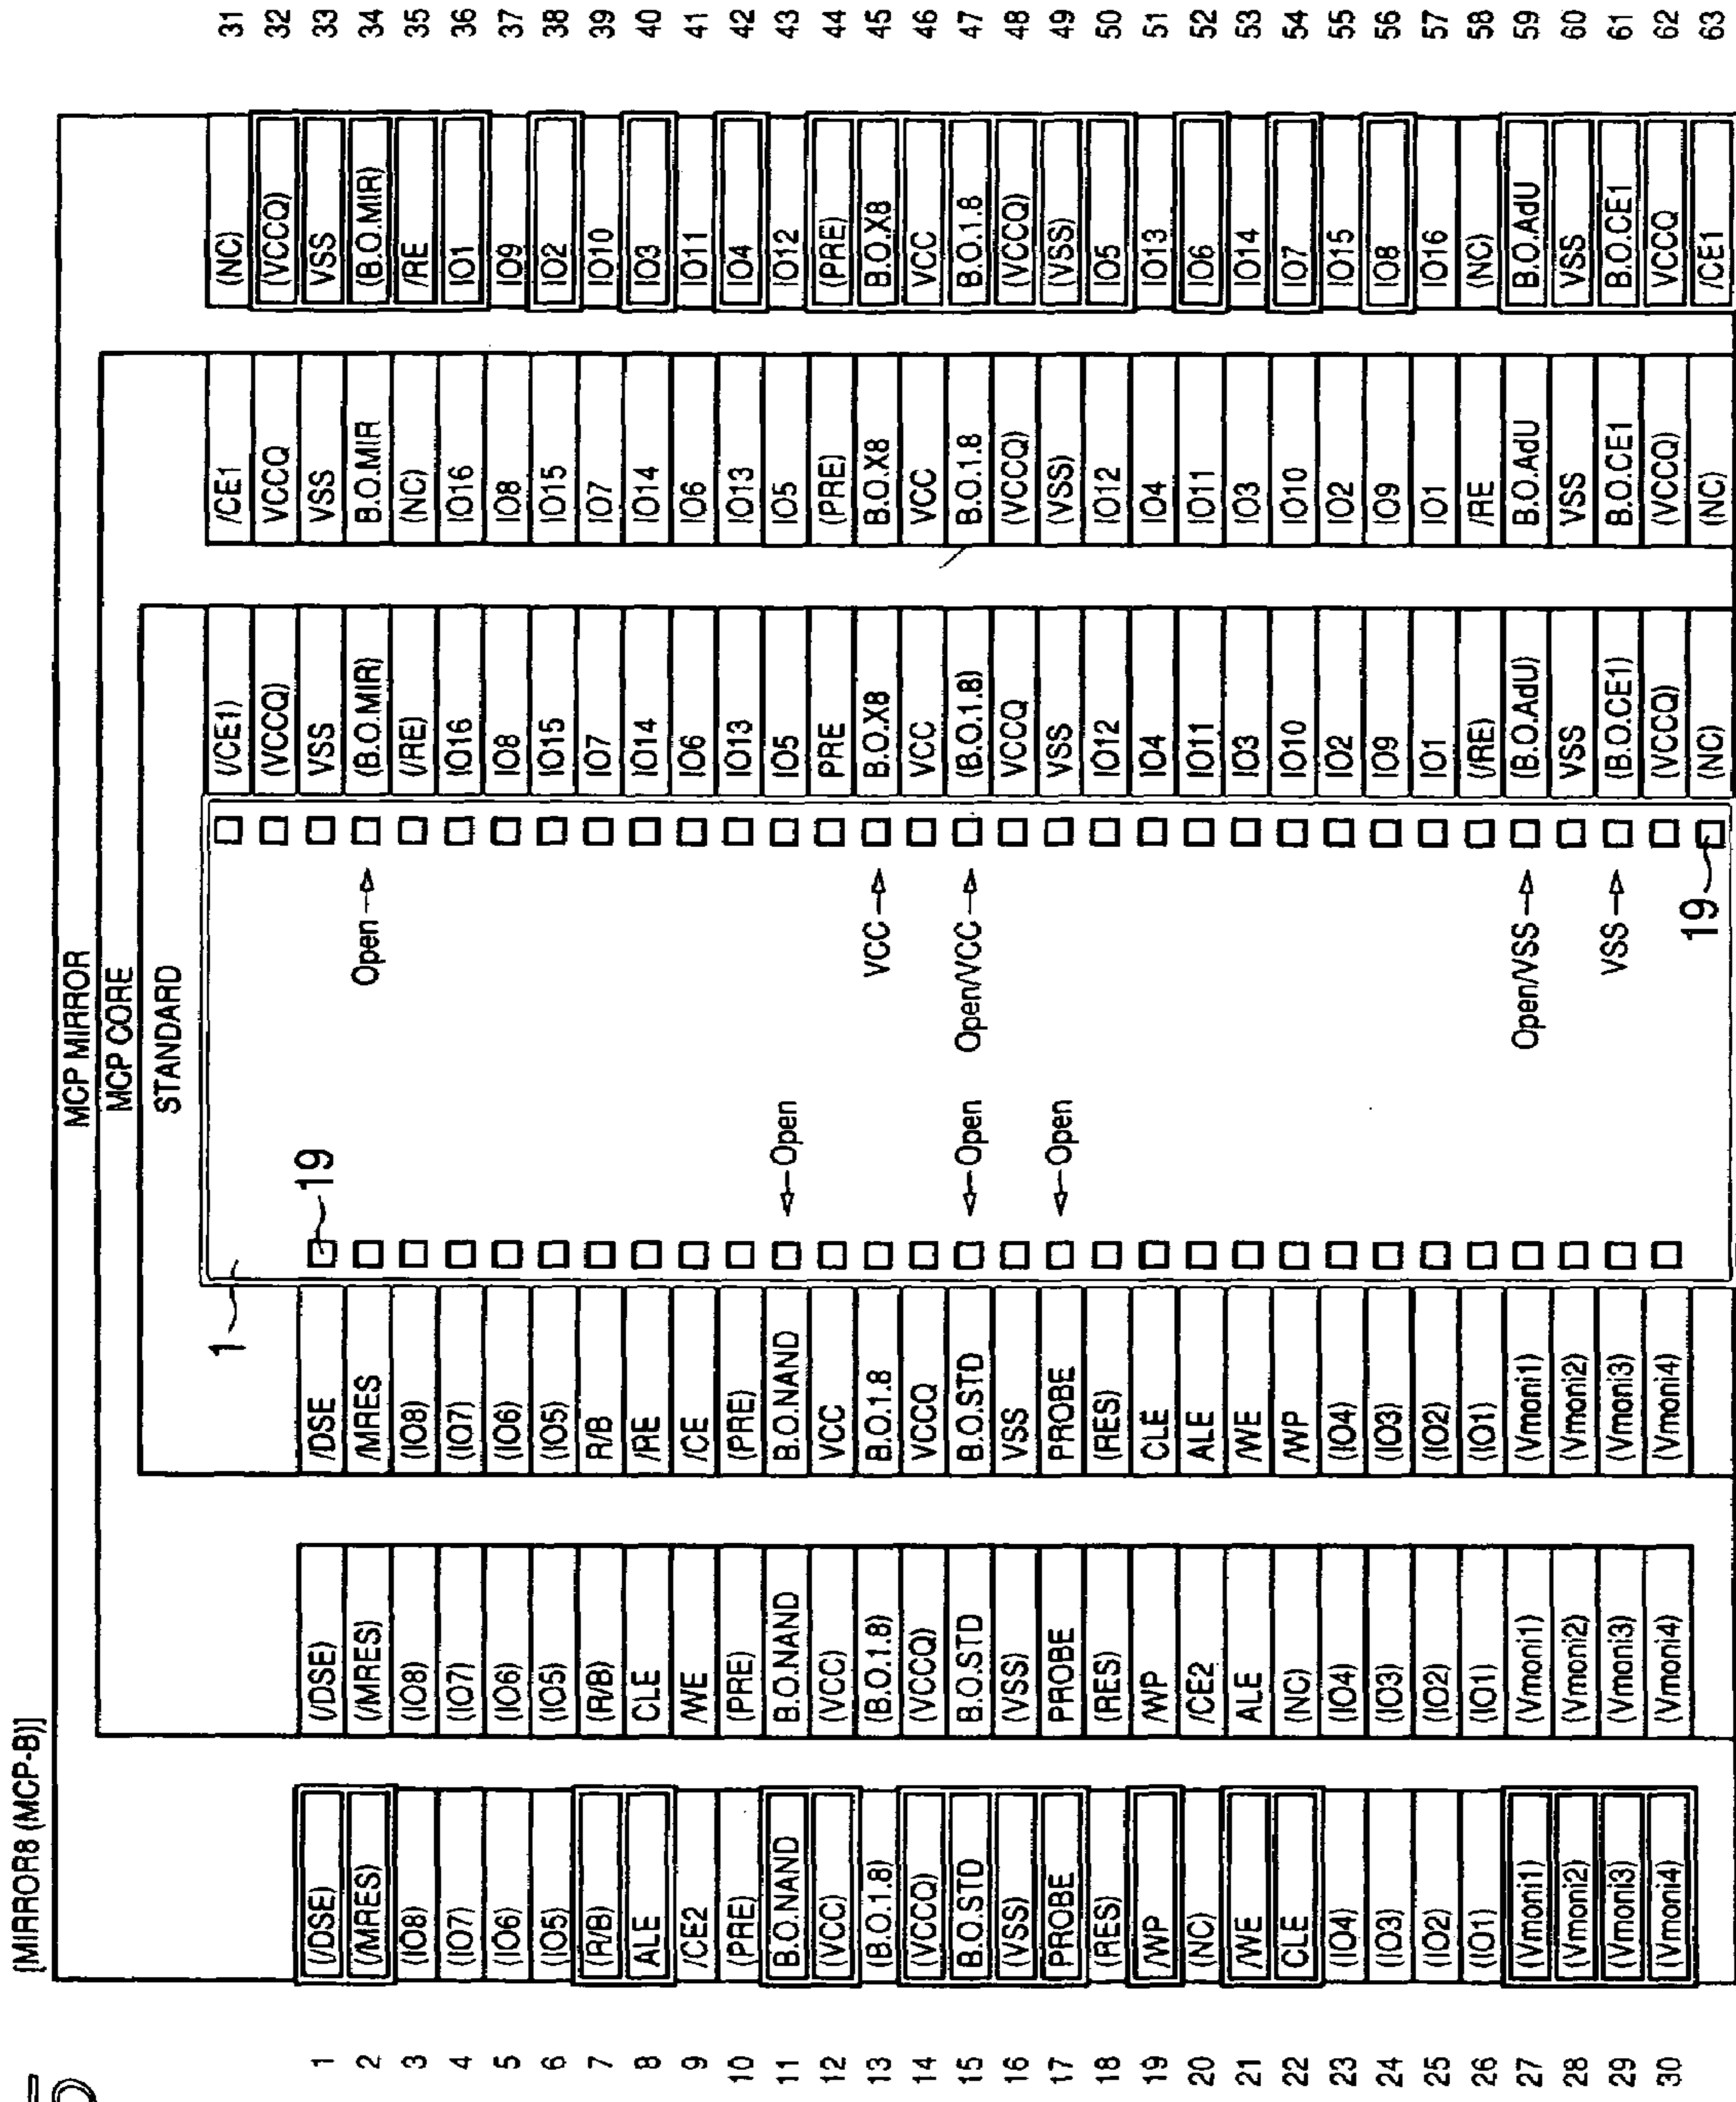 [MIRROR8 (MCP-B)]
MCP MIRROR
MCP CORE
STANDARD
1
19
19
Open
VCC
Open/VCC
Open/VSS
VSS
Open
Open
Open
(NC) 31
/CE1
(/CE1)
(VCCQ) 32
VCCQ
(VCCQ)
1 (/DSE) (/DSE) /DSE VSS VSS VSS 33
2 (/MRES) (/MRES) /MRES (B.O.MIR) B.O.MIR (B.O.MIR) 34
3 (IO8) (IO8) (IO8) (/RE) (NC) /RE 35
4 (IO7) (IO7) (IO7) IO16 IO16 IO1 36
5 (IO6) (IO6) (IO6) IO8 IO8 IO9 37
6 (IO5) (IO5) (IO5) IO15 IO15 IO2 38
7 (R/B) (R/B) R/B IO7 IO7 IO10 39
8 ALE CLE /RE IO14 IO14 IO3 40
9 /CE2 /WE /CE IO6 IO6 IO11 41
10 (PRE) (PRE) (PRE) IO13 IO13 IO4 42
11 B.O.NAND B.O.NAND B.O.NAND IO5 IO5 IO12 43
12 (VCC) (VCC) VCC PRE (PRE) (PRE) 44
13 (B.O.1.8) (B.O.1.8) B.O.1.8 B.O.X8 B.O.X8 B.O.X8 45
14 (VCCQ) (VCCQ) VCCQ VCC VCC VCC 46
15 B.O.STD B.O.STD B.O.STD (B.O.1.8) B.O.1.8 B.O.1.8 47
16 (VSS) (VSS) VSS VCCQ (VCCQ) (VCCQ) 48
17 PROBE PROBE PROBE VSS (VSS) (VSS) 49
18 (RES) (RES) (RES) IO12 IO12 IO5 50
19 /WP /WP CLE IO4 IO4 IO13 51
20 (NC) /CE2 ALE IO11 IO11 IO6 52
21 /WE ALE /WE IO3 IO3 IO14 53
22 CLE (NC) /WP IO10 IO10 IO7 54
23 (IO4) (IO4) (IO4) IO2 IO2 IO15 55
24 (IO3) (IO3) (IO3) IO9 IO9 IO8 56
25 (IO2) (IO2) (IO2) IO1 IO1 IO16 57
26 (IO1) (IO1) (IO1) (/RE) /RE (NC) 58
27 (Vmoni1) (Vmoni1) (Vmoni1) (B.O.AdU) B.O.AdU B.O.AdU 59
28 (Vmoni2) (Vmoni2) (Vmoni2) VSS VSS VSS 60
29 (Vmoni3) (Vmoni3) (Vmoni3) (B.O.CE1) B.O.CE1 B.O.CE1 61
30 (Vmoni4) (Vmoni4) (Vmoni4) (VCCQ) (VCCQ) VCCQ 62
(NC) (NC) /CE1 63